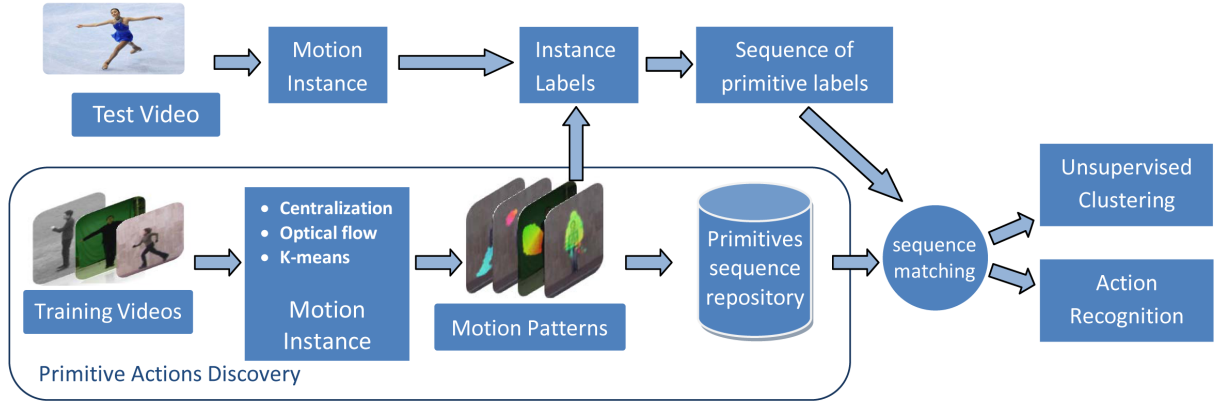 Test Video
Motion
Instance
Instance
Labels
Sequence of
primitive labels
Training Videos
• Centralization
• Optical flow
• K-means
Motion
Instance
Motion Patterns
Primitives
sequence
repository
Primitive Actions Discovery
sequence
matching
Unsupervised
Clustering
Action
Recognition